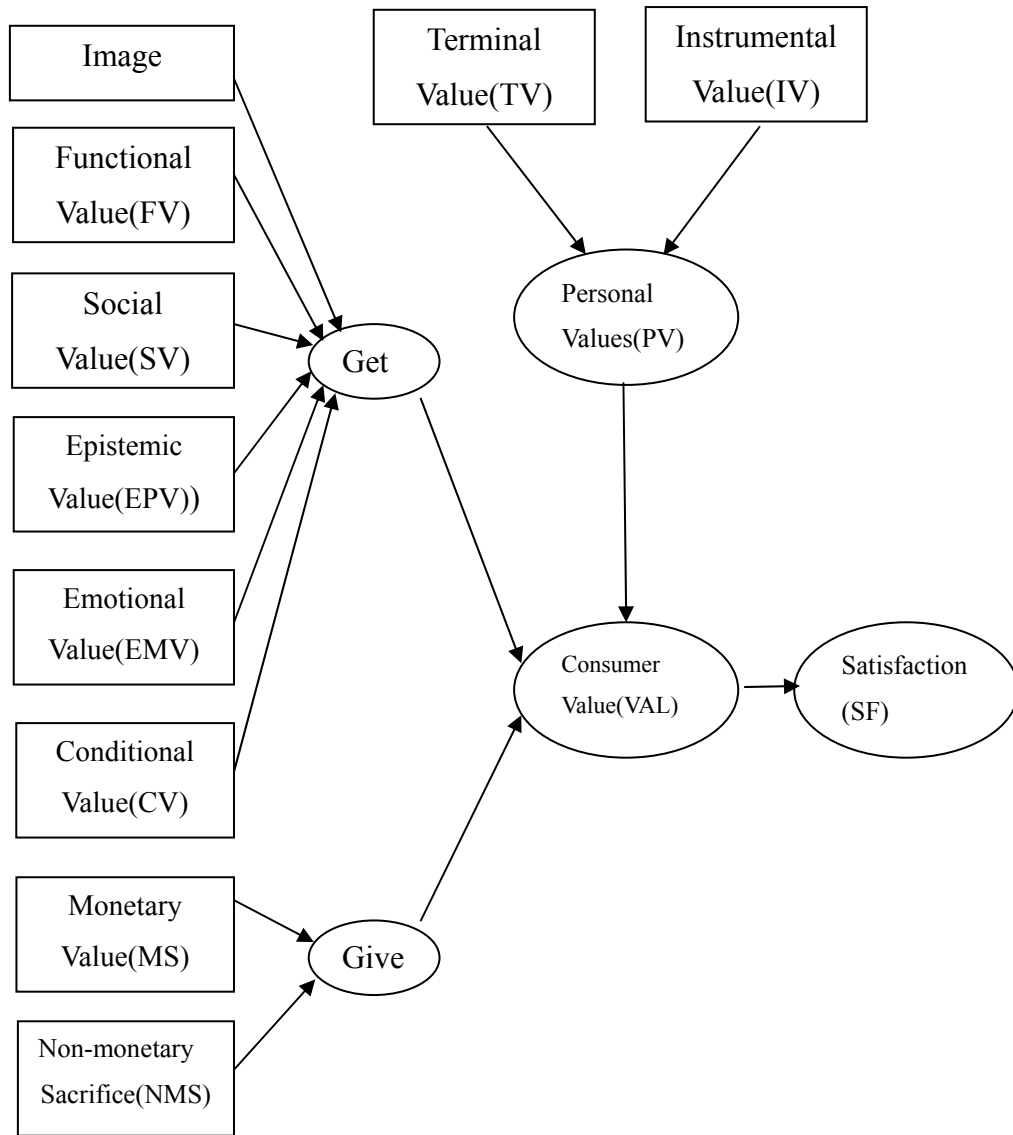 Image
Functional
Value(FV)
Social
Value(SV)
Epistemic
Value(EPV))
Emotional
Value(EMV)
Conditional
Value(CV)
Monetary
Value(MS)
Non-monetary
Sacrifice(NMS)
Get
Give
Terminal
Value(TV)
Instrumental
Value(IV)
Personal
Values(PV)
Consumer
Value(VAL)
Satisfaction
(SF)